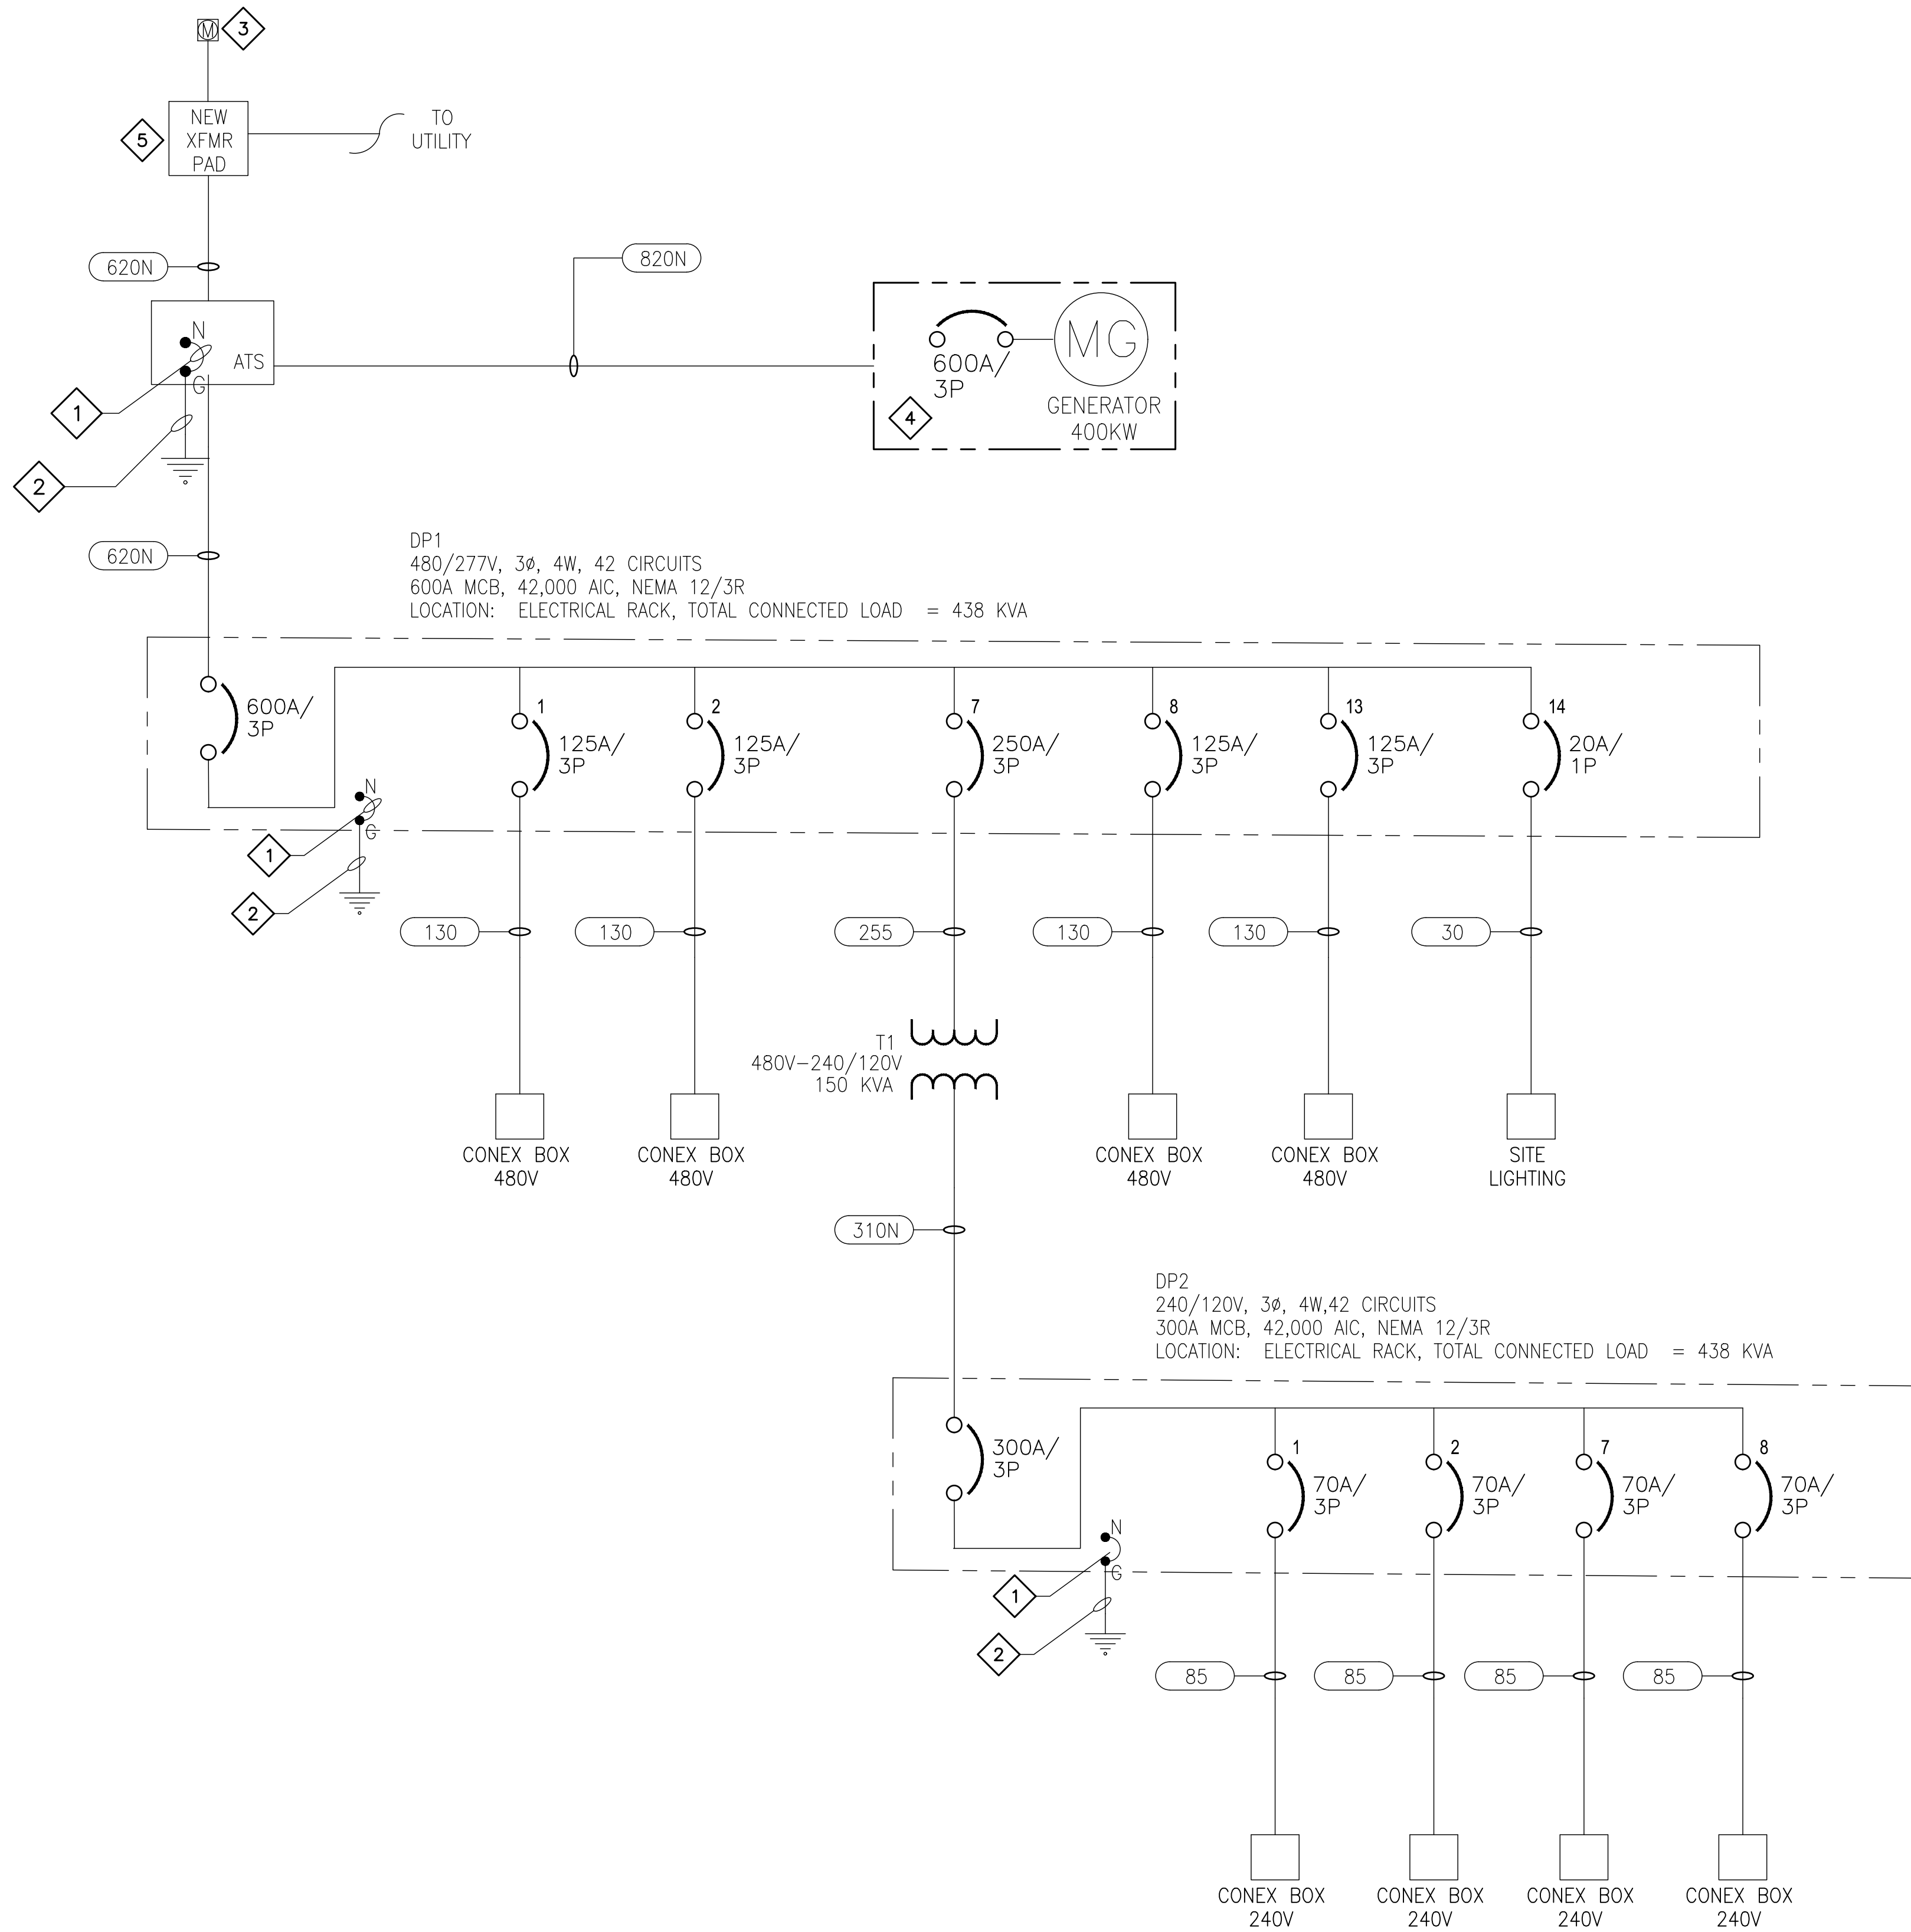 M
3
NEW
XFMR
PAD
5
TO
UTILITY
620N
820N
N
ATS
G
1
2
600A/
3P
MG
4
GENERATOR
400KW
620N
DP1
480/277V, 3ø, 4W, 42 CIRCUITS
600A MCB, 42,000 AIC, NEMA 12/3R
LOCATION: ELECTRICAL RACK, TOTAL CONNECTED LOAD = 438 KVA
600A/
3P
1
125A/
3P
2
125A/
3P
7
250A/
3P
8
125A/
3P
13
125A/
3P
14
20A/
1P
N
G
1
2
130
130
255
130
130
30
T1
480V-240/120V
150 KVA
CONEX BOX
480V
CONEX BOX
480V
CONEX BOX
480V
CONEX BOX
480V
SITE
LIGHTING
310N
DP2
240/120V, 3ø, 4W,42 CIRCUITS
300A MCB, 42,000 AIC, NEMA 12/3R
LOCATION: ELECTRICAL RACK, TOTAL CONNECTED LOAD = 438 KVA
300A/
3P
1
70A/
3P
2
70A/
3P
7
70A/
3P
8
70A/
3P
N
G
1
2
85
85
85
85
CONEX BOX
240V
CONEX BOX
240V
CONEX BOX
240V
CONEX BOX
240V